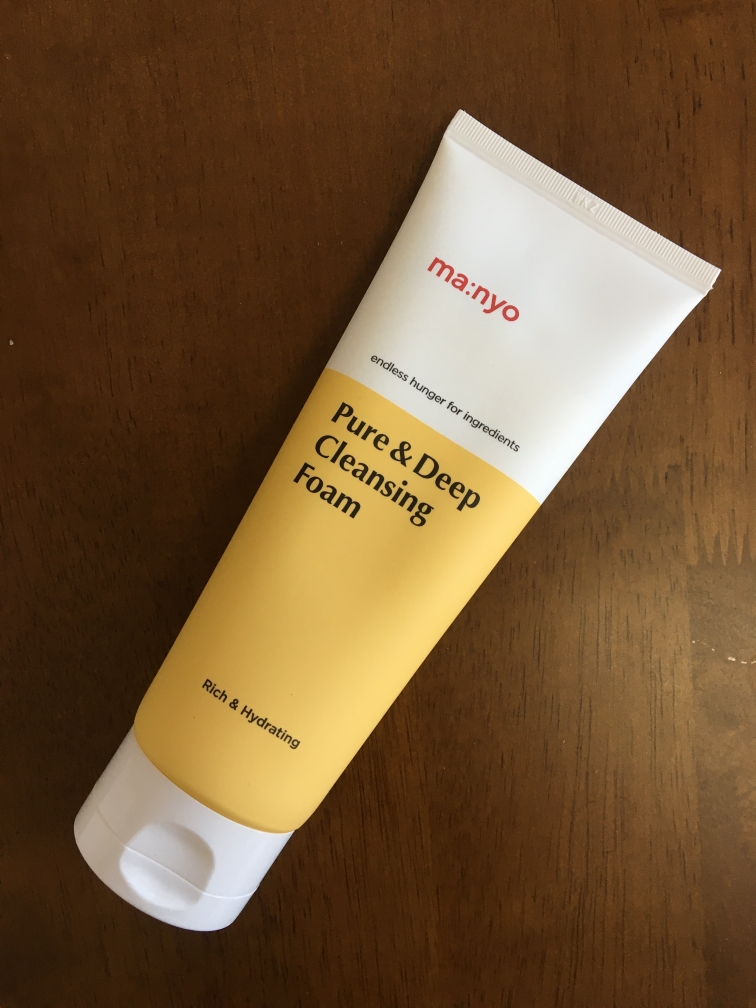 ma:nyo
endless hunger for ingredients
Pure & Deep
Cleansing
Foam
Rich & Hydrating